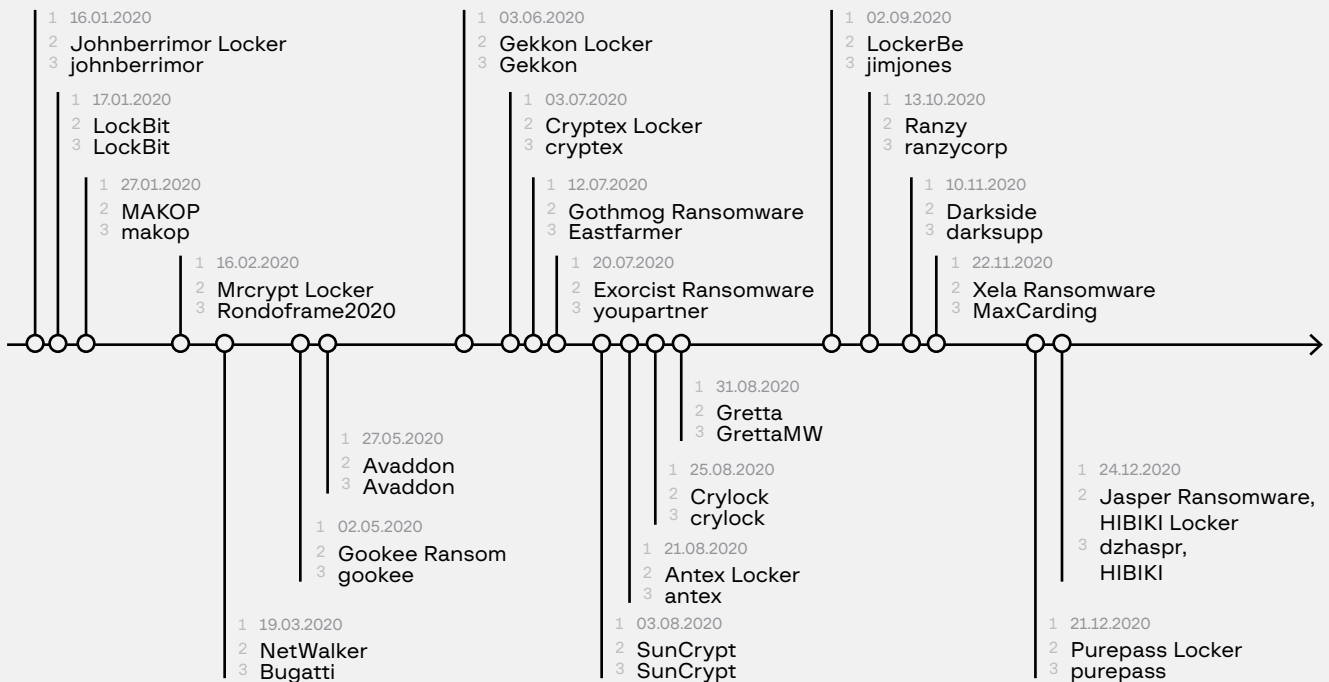 1 16.01.2020
2 Johnberrimor Locker
3 johnberrimor
1 17.01.2020
2 LockBit
3 LockBit
1 27.01.2020
2 MAKOP
3 makop
1 16.02.2020
2 Mrcrypt Locker
3 Rondoframe2020
1 03.06.2020
2 Gekkon Locker
3 Gekkon
1 03.07.2020
2 Cryptex Locker
3 cryptex
1 12.07.2020
2 Gothmog Ransomware
3 Eastfarmer
1 20.07.2020
2 Exorcist Ransomware
3 youpartner
1 02.09.2020
2 LockerBe
3 jimjones
1 13.10.2020
2 Ranzy
3 ranzycorp
1 10.11.2020
2 Darkside
3 darksupp
1 22.11.2020
2 Xela Ransomware
3 MaxCarding
1 27.05.2020
2 Avaddon
3 Avaddon
1 02.05.2020
2 Gookee Ransom
3 gookee
1 19.03.2020
2 NetWalker
3 Bugatti
1 31.08.2020
2 Gretta
3 GrettaMW
1 25.08.2020
2 Crylock
3 crylock
1 21.08.2020
2 Antex Locker
3 antex
1 03.08.2020
2 SunCrypt
3 SunCrypt
1 24.12.2020
2 Jasper Ransomware,
HIBIKI Locker
3 dzhaspr,
HIBIKI
1 21.12.2020
2 Purepass Locker
3 purepass